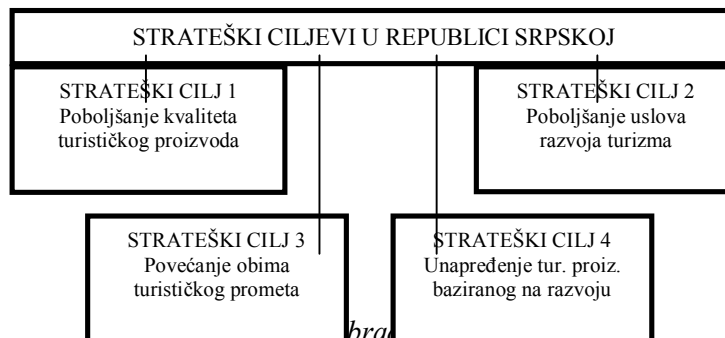 STRATEŠKI CILJEVI U REPUBLICI SRPSKOJ
STRATEŠKI CILJ 1
Poboljšanje kvaliteta
turističkog proizvoda
STRATEŠKI CILJ 2
Poboljšanje uslova
razvoja turizma
STRATEŠKI CILJ 3
Povećanje obima
turističkog prometa
STRATEŠKI CILJ 4
Unapređenje tur. proiz.
baziranog na razvoju